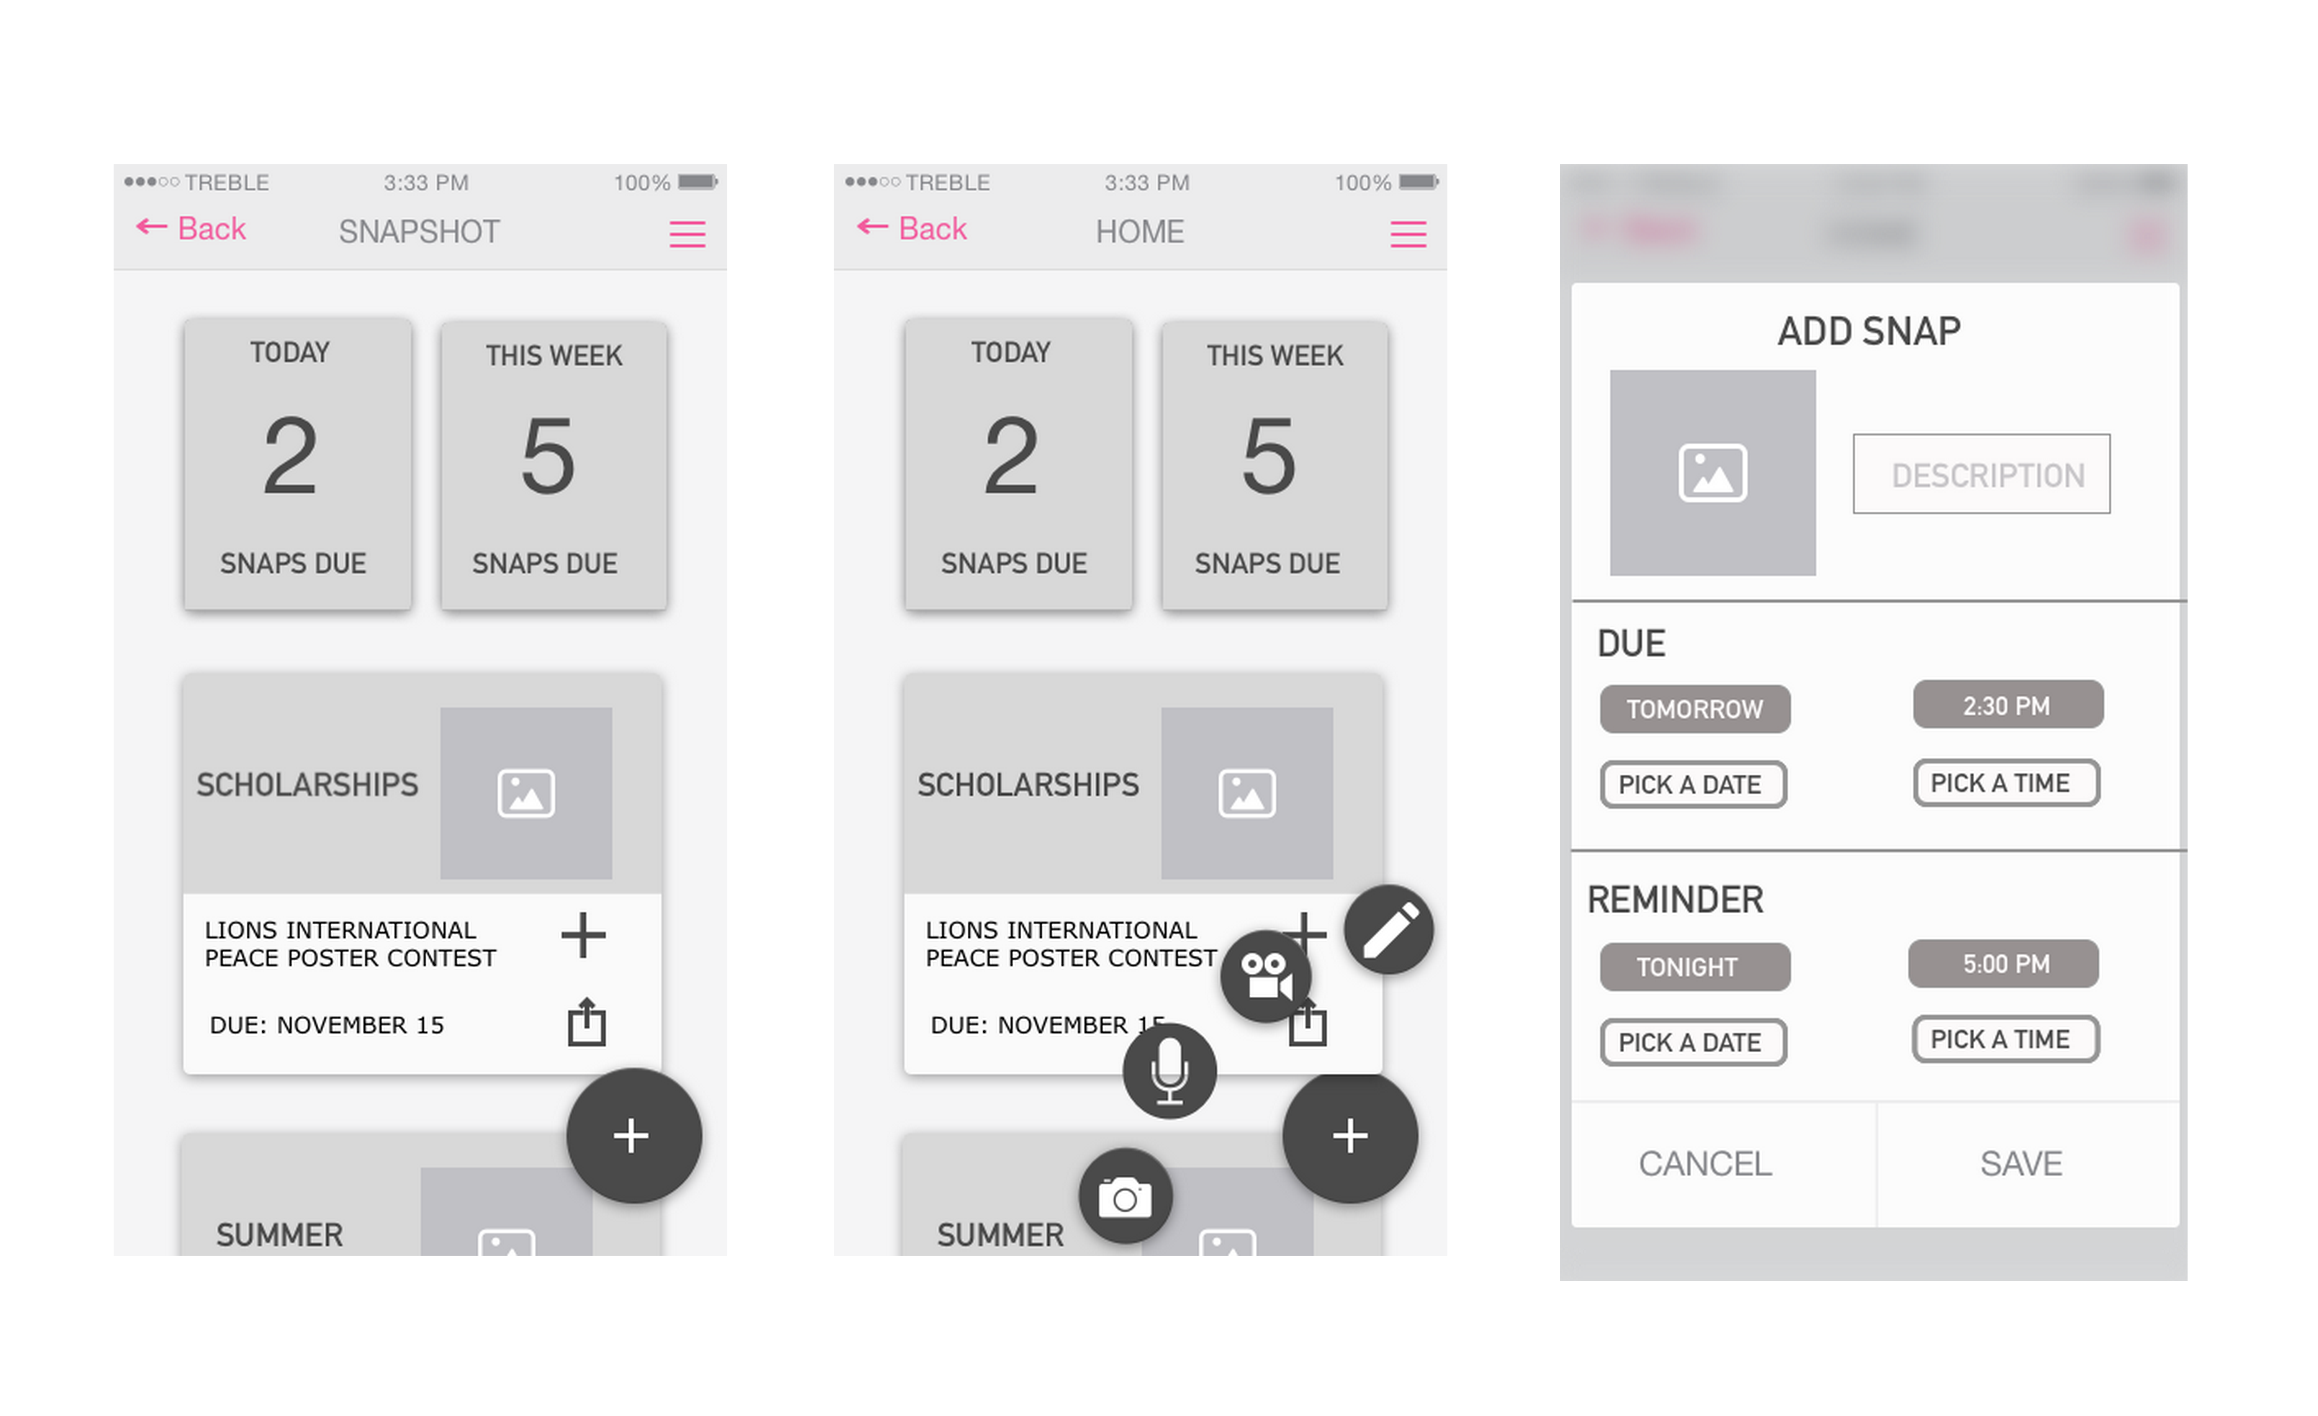 TREBLE 3:33 PM 100%
Back SNAPSHOT
TODAY
2
SNAPS DUE
THIS WEEK
5
SNAPS DUE
SCHOLARSHIPS
LIONS INTERNATIONAL
PEACE POSTER CONTEST
DUE: NOVEMBER 15
SUMMER
TREBLE 3:33 PM 100%
Back HOME
TODAY
2
SNAPS DUE
THIS WEEK
5
SNAPS DUE
SCHOLARSHIPS
LIONS INTERNATIONAL
PEACE POSTER CONTEST
DUE: NOVEMBER 15
SUMMER
ADD SNAP
DESCRIPTION
DUE
TOMORROW 2:30 PM
PICK A DATE PICK A TIME
REMINDER
TONIGHT 5:00 PM
PICK A DATE PICK A TIME
CANCEL SAVE